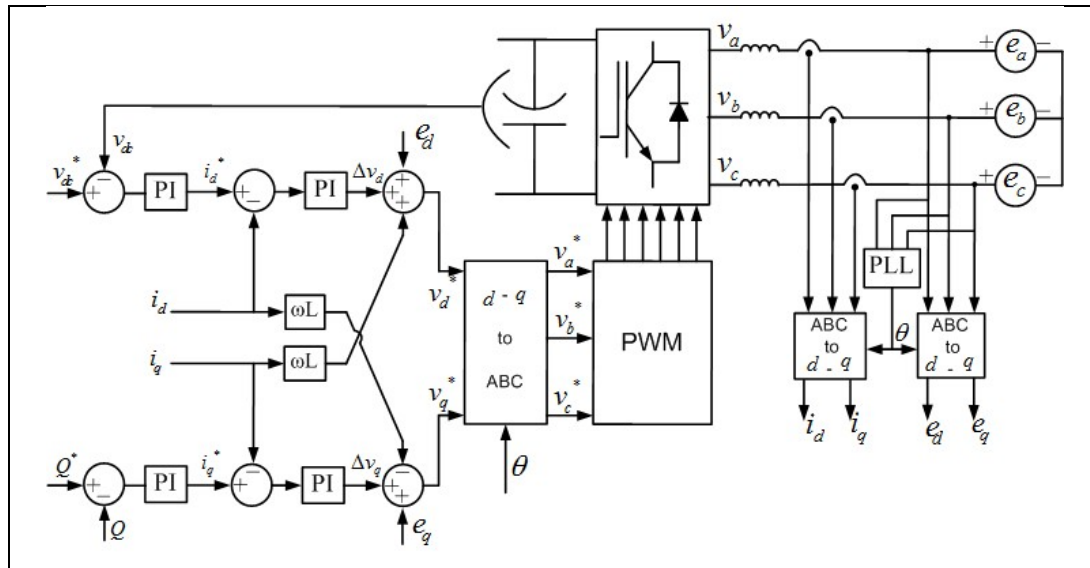 v_a
v_b
v_c
e_a
e_b
e_c
+ −
+ −
+ −
e_d
v_dc
v_dc*
+ −
PI
i_d*
+ −
PI
Δv_d
+ + +
i_d
ωL
i_q
ωL
v_d*
v_q*
d - q
to
ABC
θ
v_a*
v_b*
v_c*
PWM
PLL
ABC
to
d - q
θ
ABC
to
d - q
i_d
i_q
e_d
e_q
Q*
+ −
Q
PI
i_q*
+ −
PI
Δv_q
+ − +
e_q